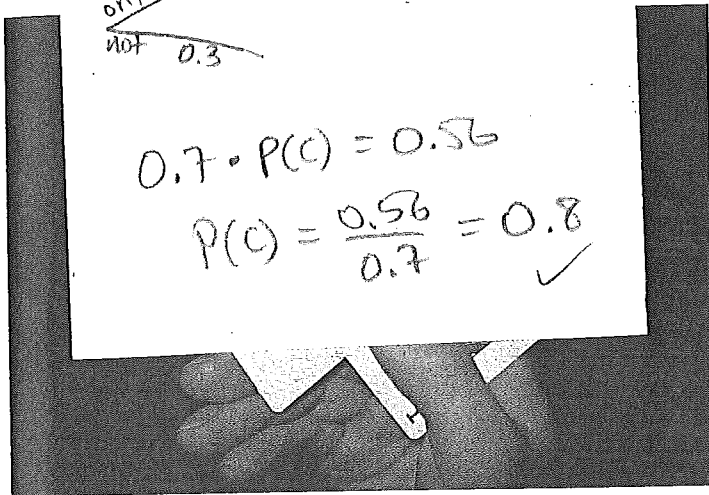 not 0.3
0.7 · P(C) = 0.56
P(C) = 0.56 / 0.7 = 0.8 ✓